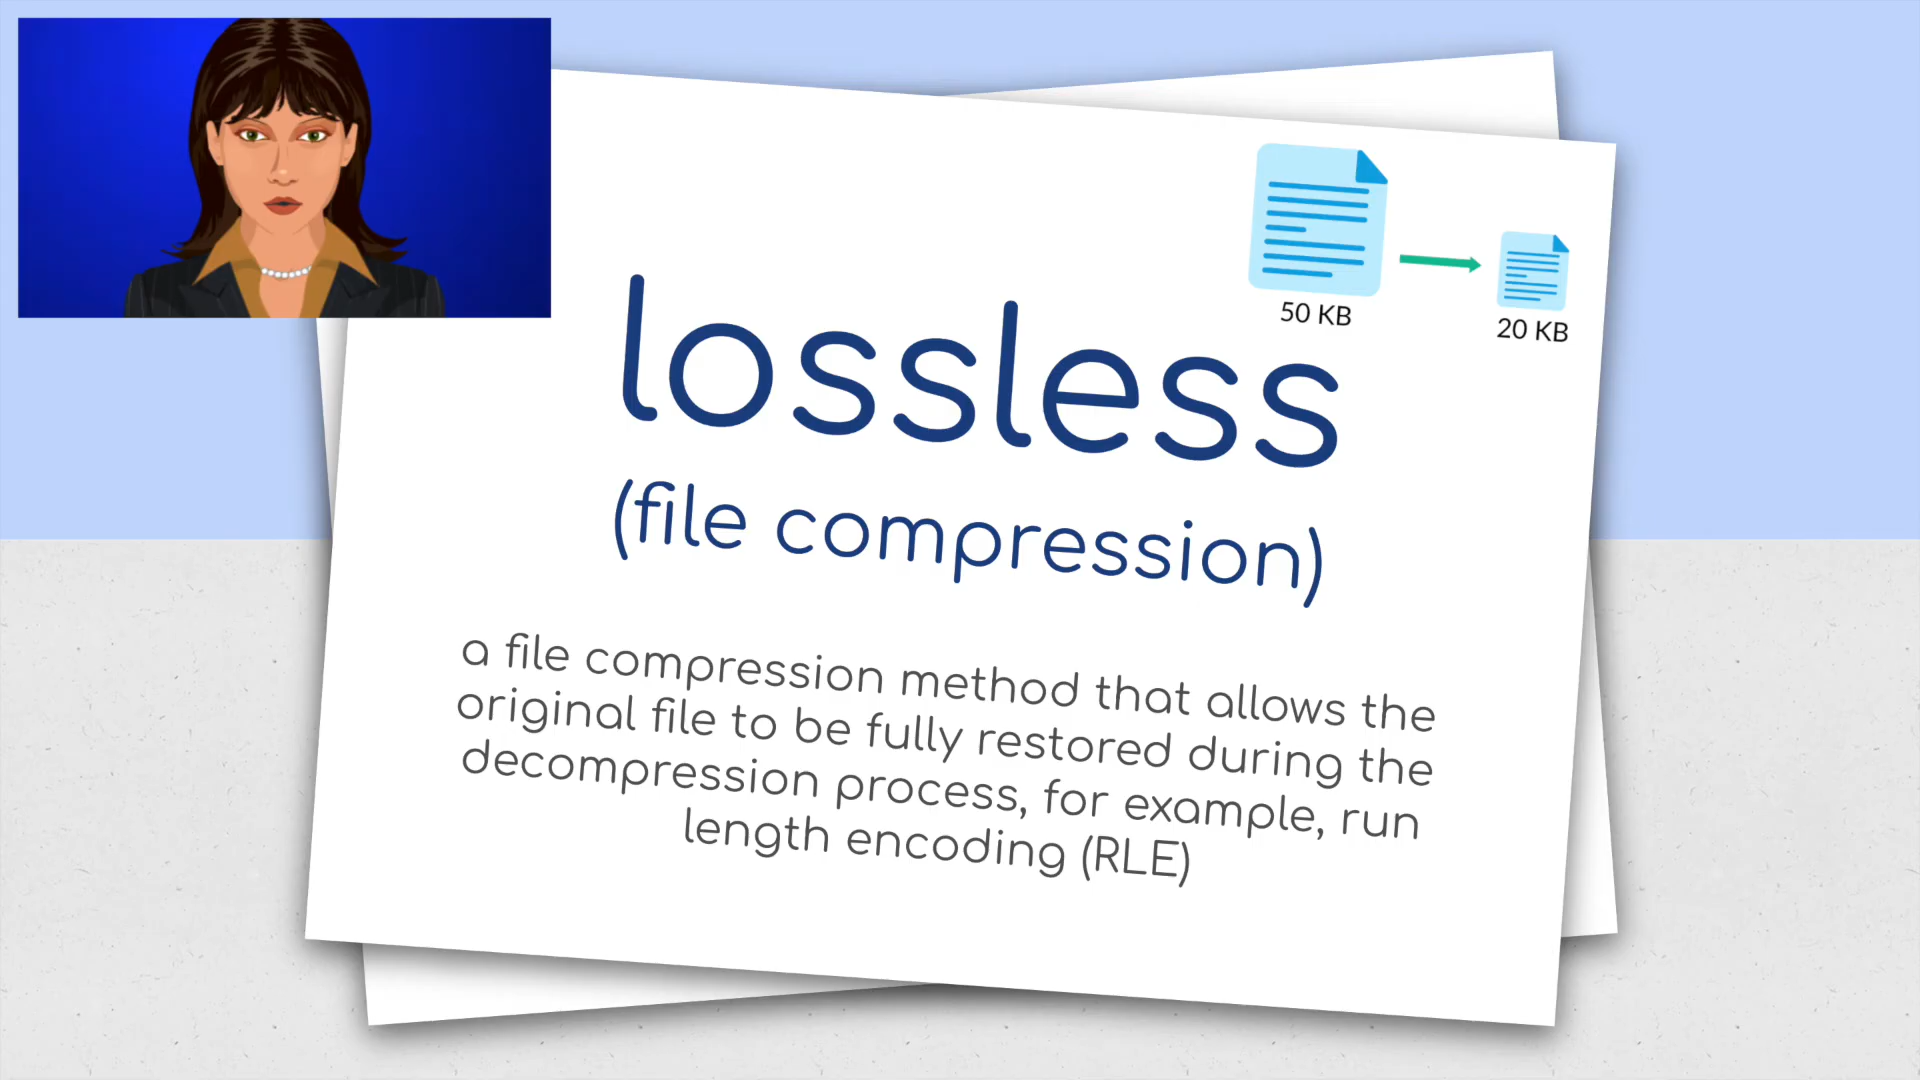 50 KB
20 KB
lossless
(file compression)
a file compression method that allows the
original file to be fully restored during the
decompression process, for example, run
length encoding (RLE)